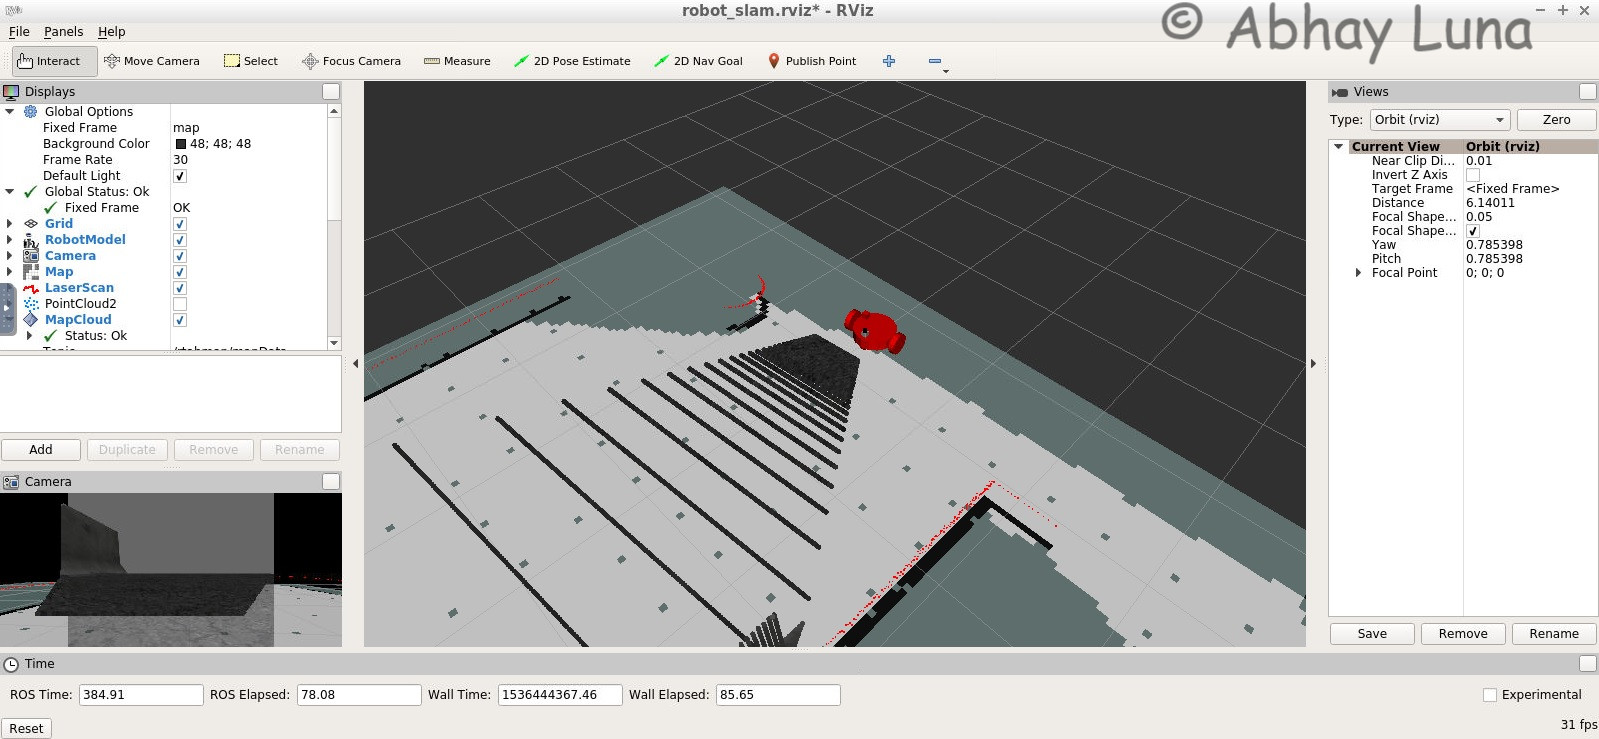 RViz
robot_slam.rviz* - RViz
© Abhay Luna
File Panels Help
Interact Move Camera Select Focus Camera Measure 2D Pose Estimate 2D Nav Goal Publish Point
Displays
Global Options
Fixed Frame map
Background Color 48; 48; 48
Frame Rate 30
Default Light
Global Status: Ok
Fixed Frame OK
Grid
RobotModel
Camera
Map
LaserScan
PointCloud2
MapCloud
Status: Ok
Add Duplicate Remove Rename
Camera
Views
Type: Orbit (rviz) Zero
Current View Orbit (rviz)
Near Clip Di... 0.01
Invert Z Axis
Target Frame <Fixed Frame>
Distance 6.14011
Focal Shape... 0.05
Focal Shape...
Yaw 0.785398
Pitch 0.785398
Focal Point 0; 0; 0
Save Remove Rename
Time
ROS Time: 384.91 ROS Elapsed: 78.08 Wall Time: 1536444367.46 Wall Elapsed: 85.65 Experimental
Reset 31 fps